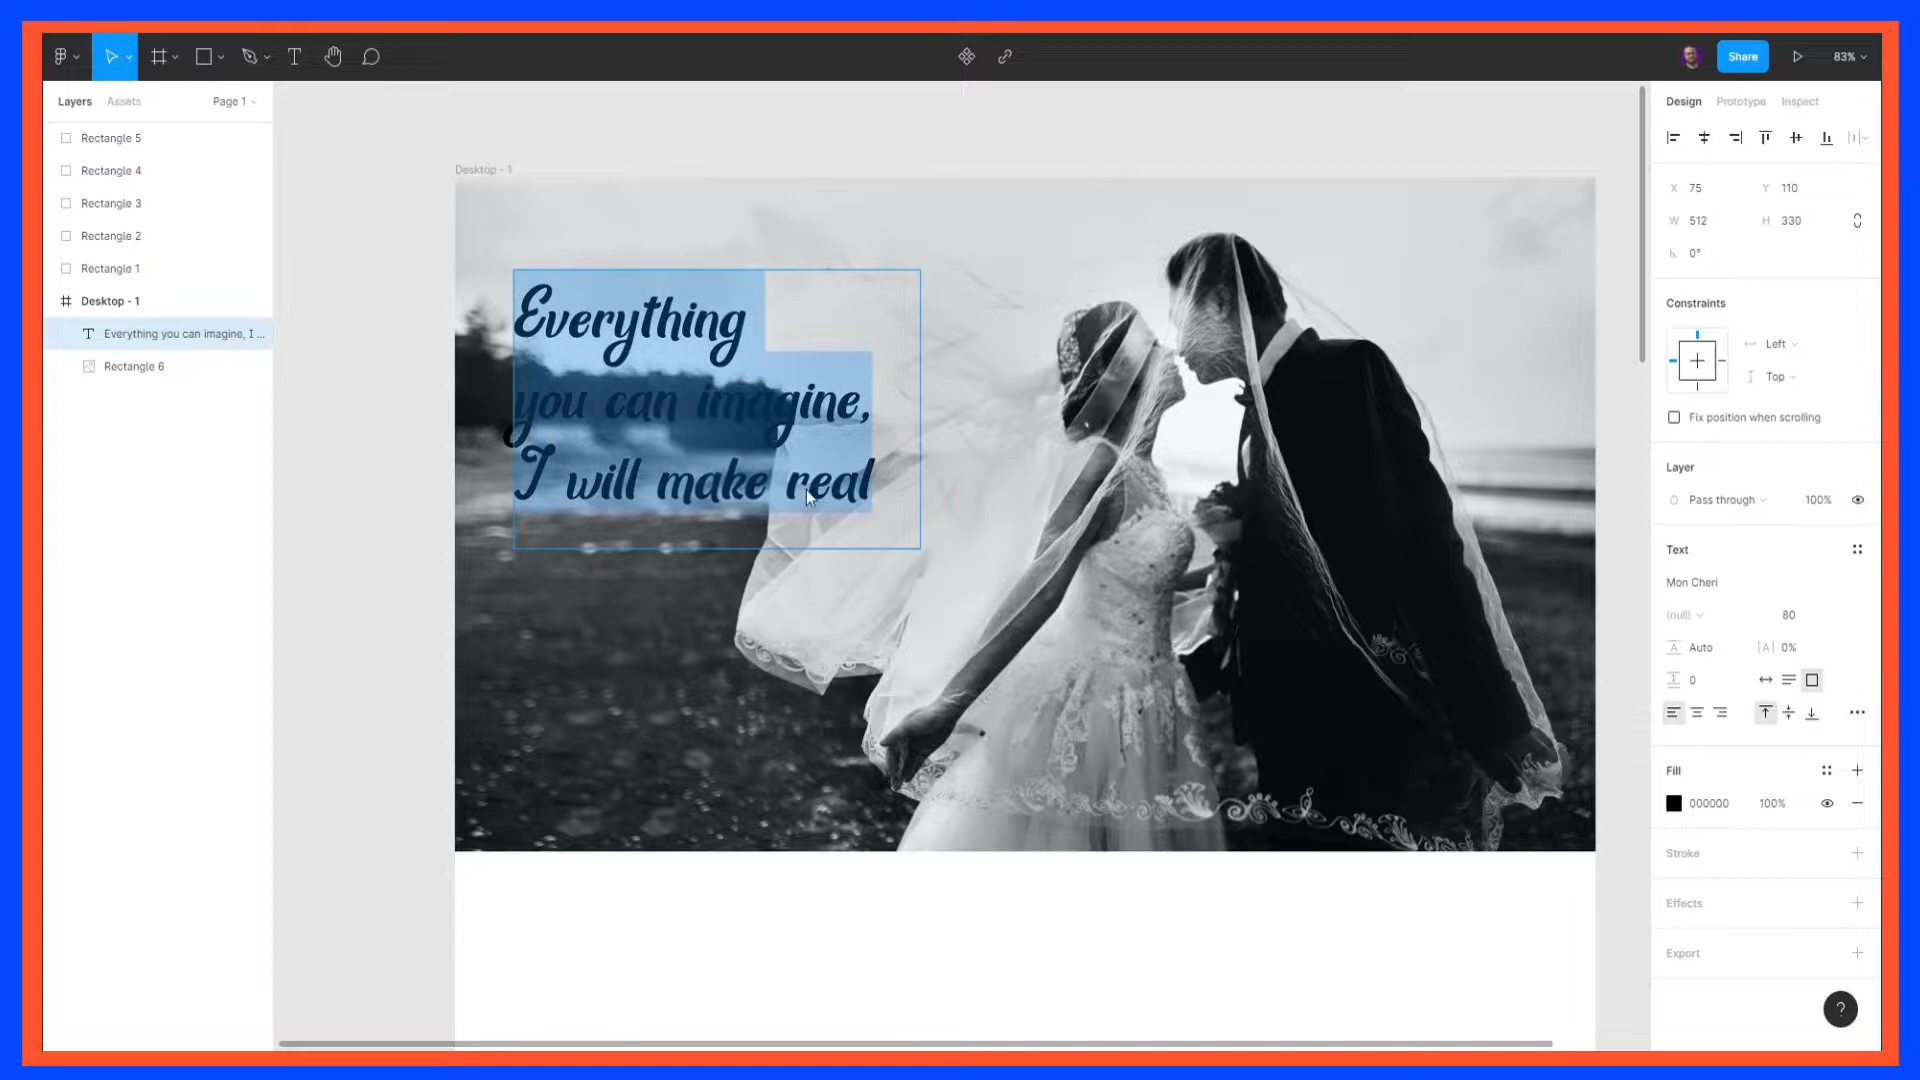 83%
Share
Layers Assets Page 1
Rectangle 5
Rectangle 4
Rectangle 3
Rectangle 2
Rectangle 1
Desktop - 1
Everything you can imagine, I ...
Rectangle 6
Desktop - 1
Everything
you can imagine,
I will make real
Design Prototype Inspect
X 75 Y 110
W 512 H 330
0°
Constraints
Left
Top
Fix position when scrolling
Layer
Pass through 100%
Text
Mon Cheri
(null) 80
Auto |A| 0%
0
Fill
000000 100%
Stroke
Effects
Export
?